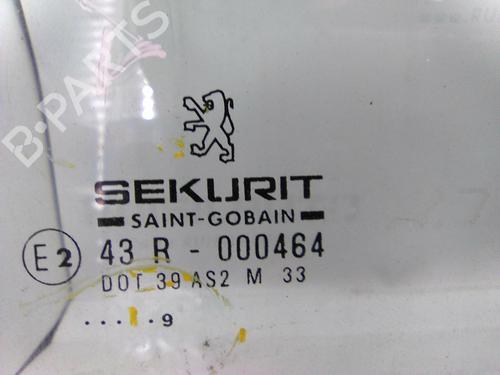 B-PARTS
SEKURIT
SAINT-GOBAIN
E2 43 R - 000464
DOT 39 AS2 M 33
.....9